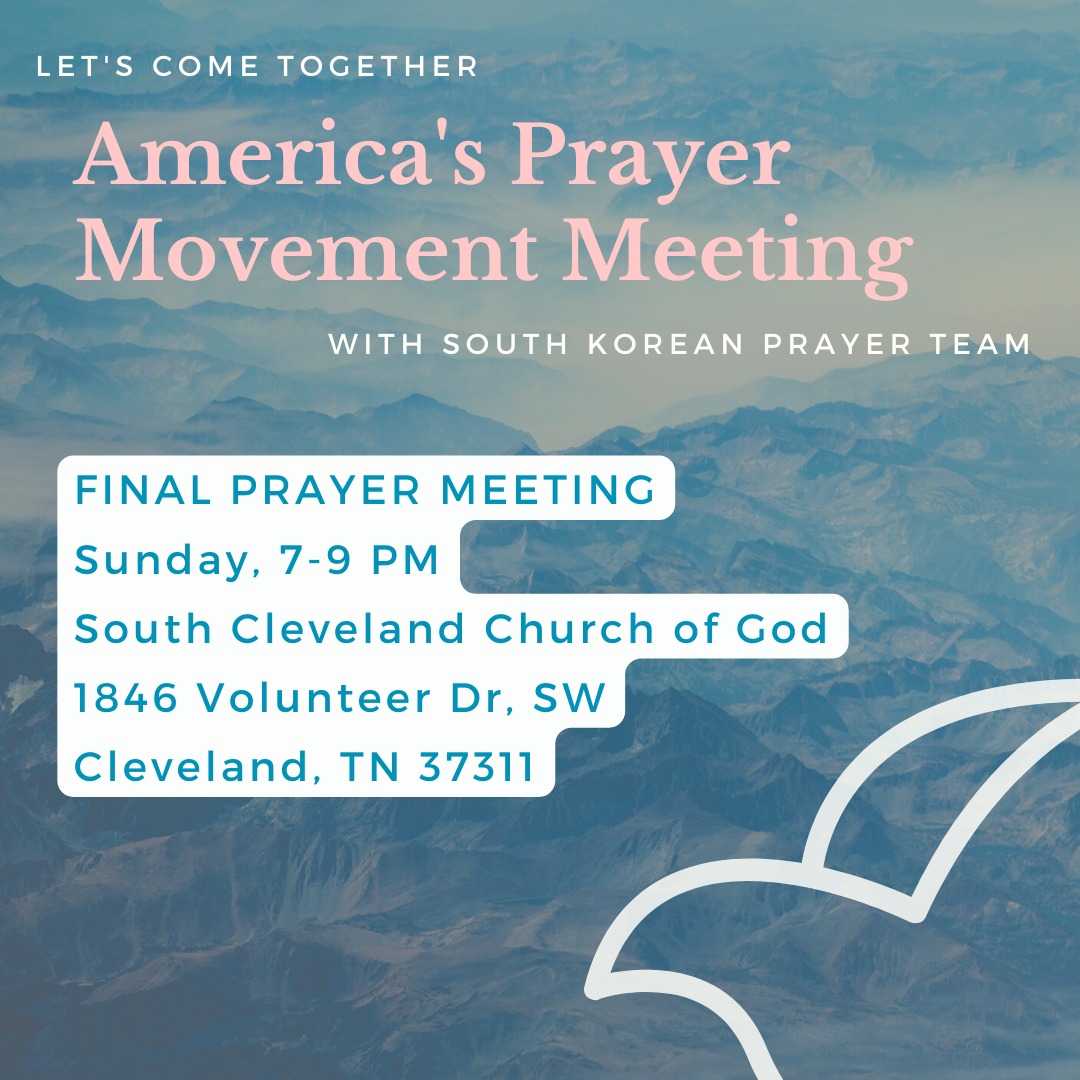 LET'S COME TOGETHER
America's Prayer
Movement Meeting
WITH SOUTH KOREAN PRAYER TEAM
FINAL PRAYER MEETING
Sunday, 7-9 PM
South Cleveland Church of God
1846 Volunteer Dr, SW
Cleveland, TN 37311